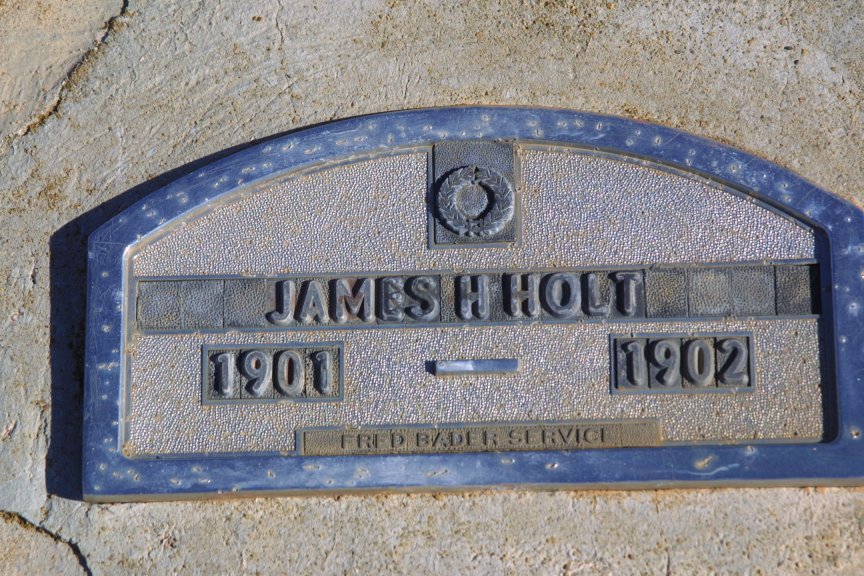 JAMES H HOLT
1901 — 1902
FRED BADER SERVICE